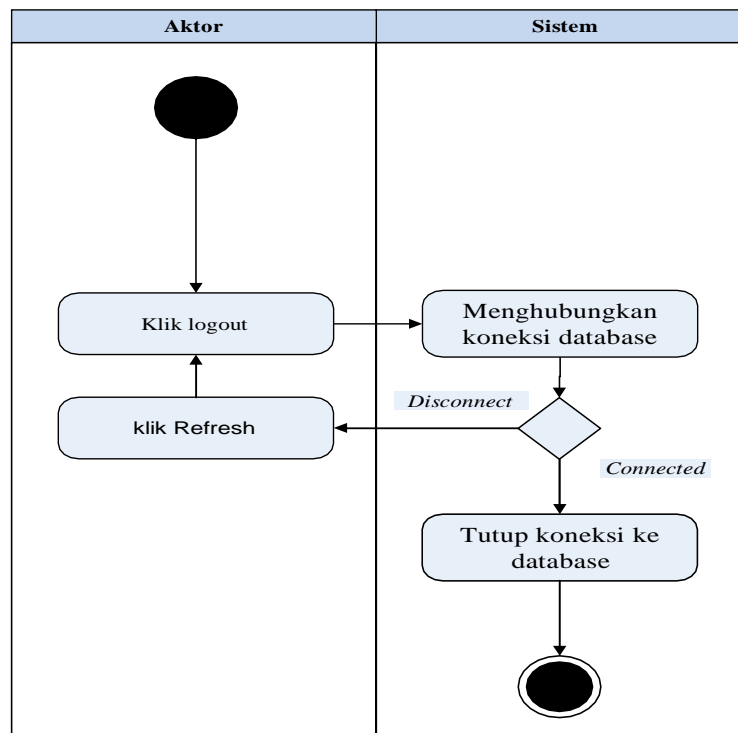 Aktor
Sistem
Klik logout
Menghubungkan
koneksi database
Disconnect
klik Refresh
Connected
Tutup koneksi ke
database